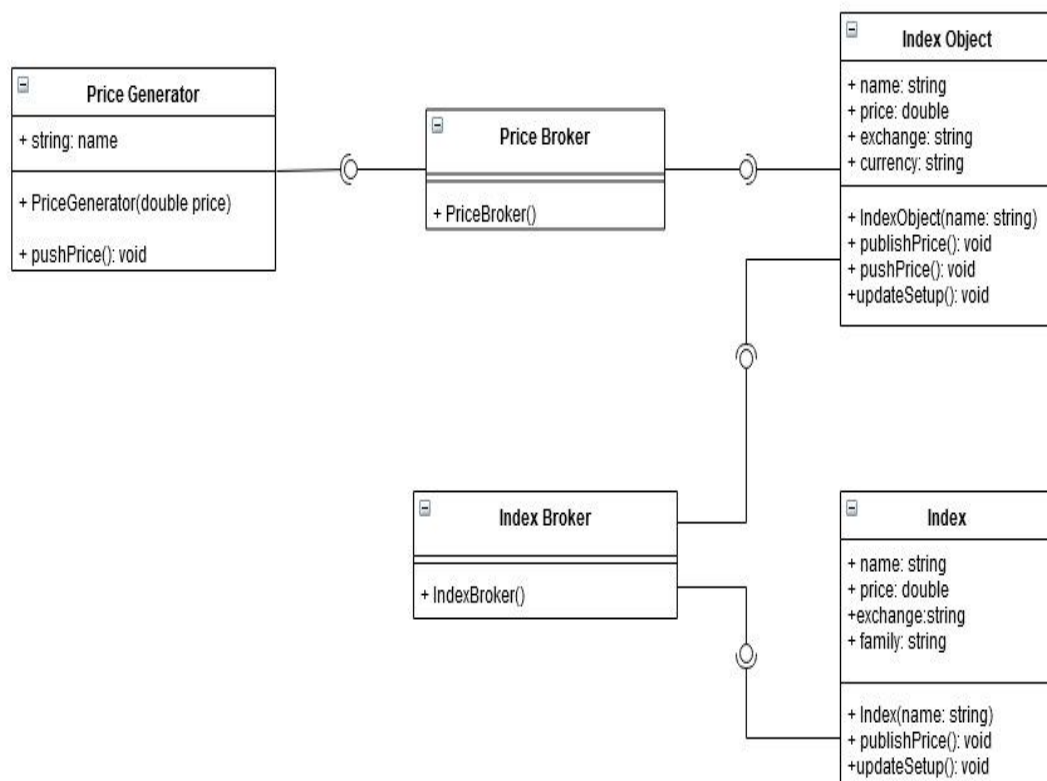 Price Generator
+ string: name
+ PriceGenerator(double price)
+ pushPrice(): void
Price Broker
+ PriceBroker()
Index Object
+ name: string
+ price: double
+ exchange: string
+ currency: string
+ IndexObject(name: string)
+ publishPrice(): void
+ pushPrice(): void
+updateSetup(): void
Index Broker
+ IndexBroker()
Index
+ name: string
+ price: double
+exchange:string
+ family: string
+ Index(name: string)
+ publishPrice(): void
+updateSetup(): void